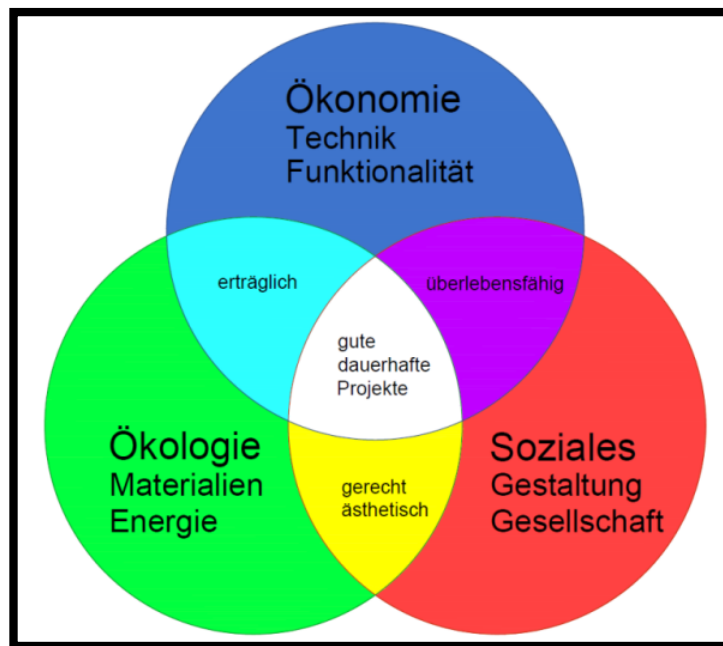 Ökonomie
Technik
Funktionalität
erträglich
überlebensfähig
gute
dauerhafte
Projekte
Ökologie
Materialien
Energie
gerecht
ästhetisch
Soziales
Gestaltung
Gesellschaft